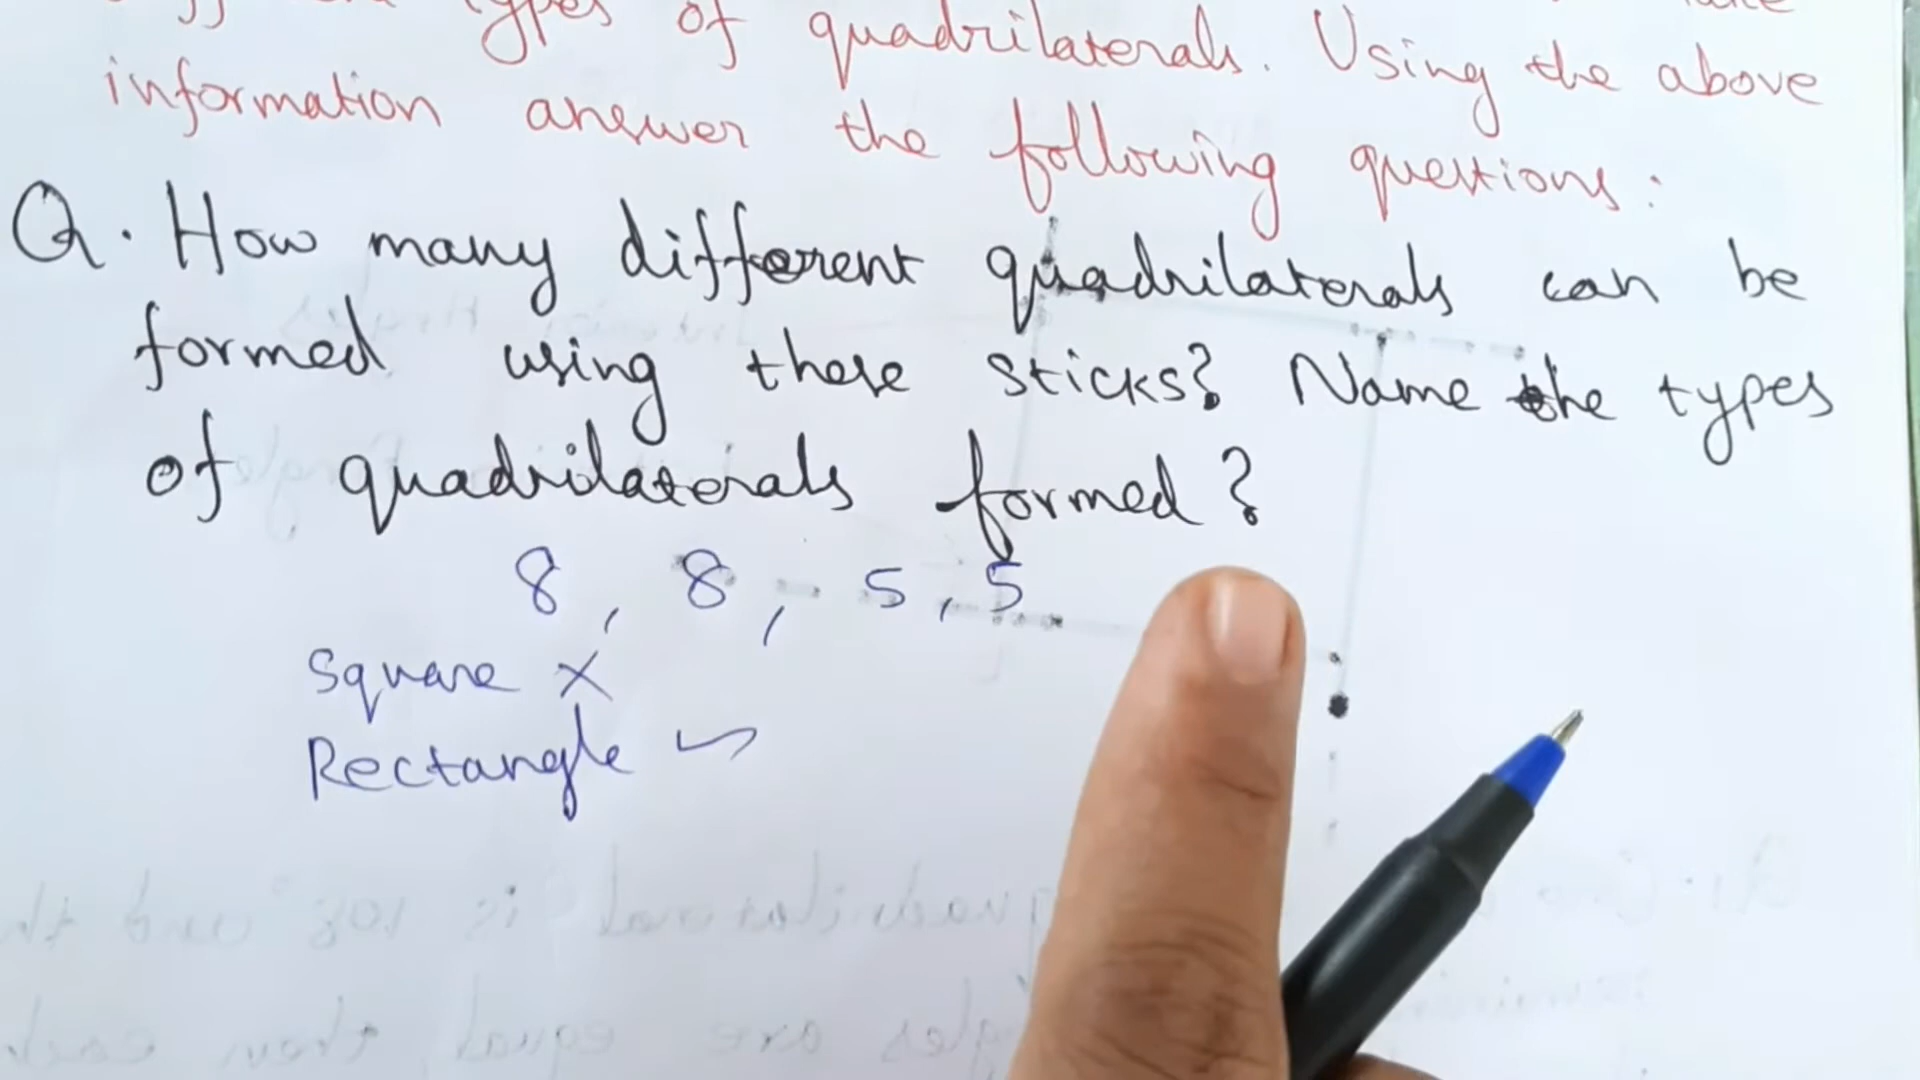 types of quadrilaterals. Using the above
information answer the following questions:
Q. How many different quadrilaterals can be
formed using these sticks? Name the types
of quadrilaterals formed?
8, 8, 5, 5
Square ×
Rectangle ✓